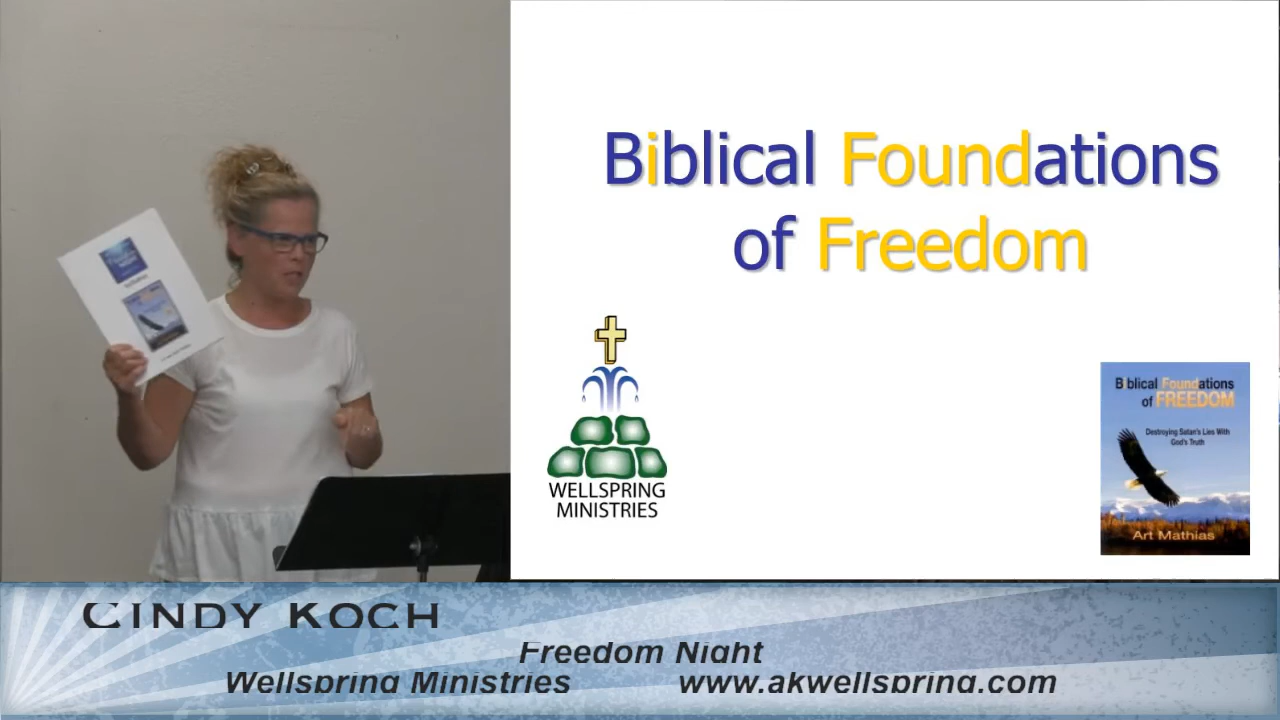 Biblical Foundations
of Freedom
WELLSPRING
MINISTRIES
Biblical Foundations
of FREEDOM
Destroying Satan's Lies With
God's Truth
Art Mathias
CINDY KOCH
Freedom Night
Wellspring Ministries www.akwellspring.com